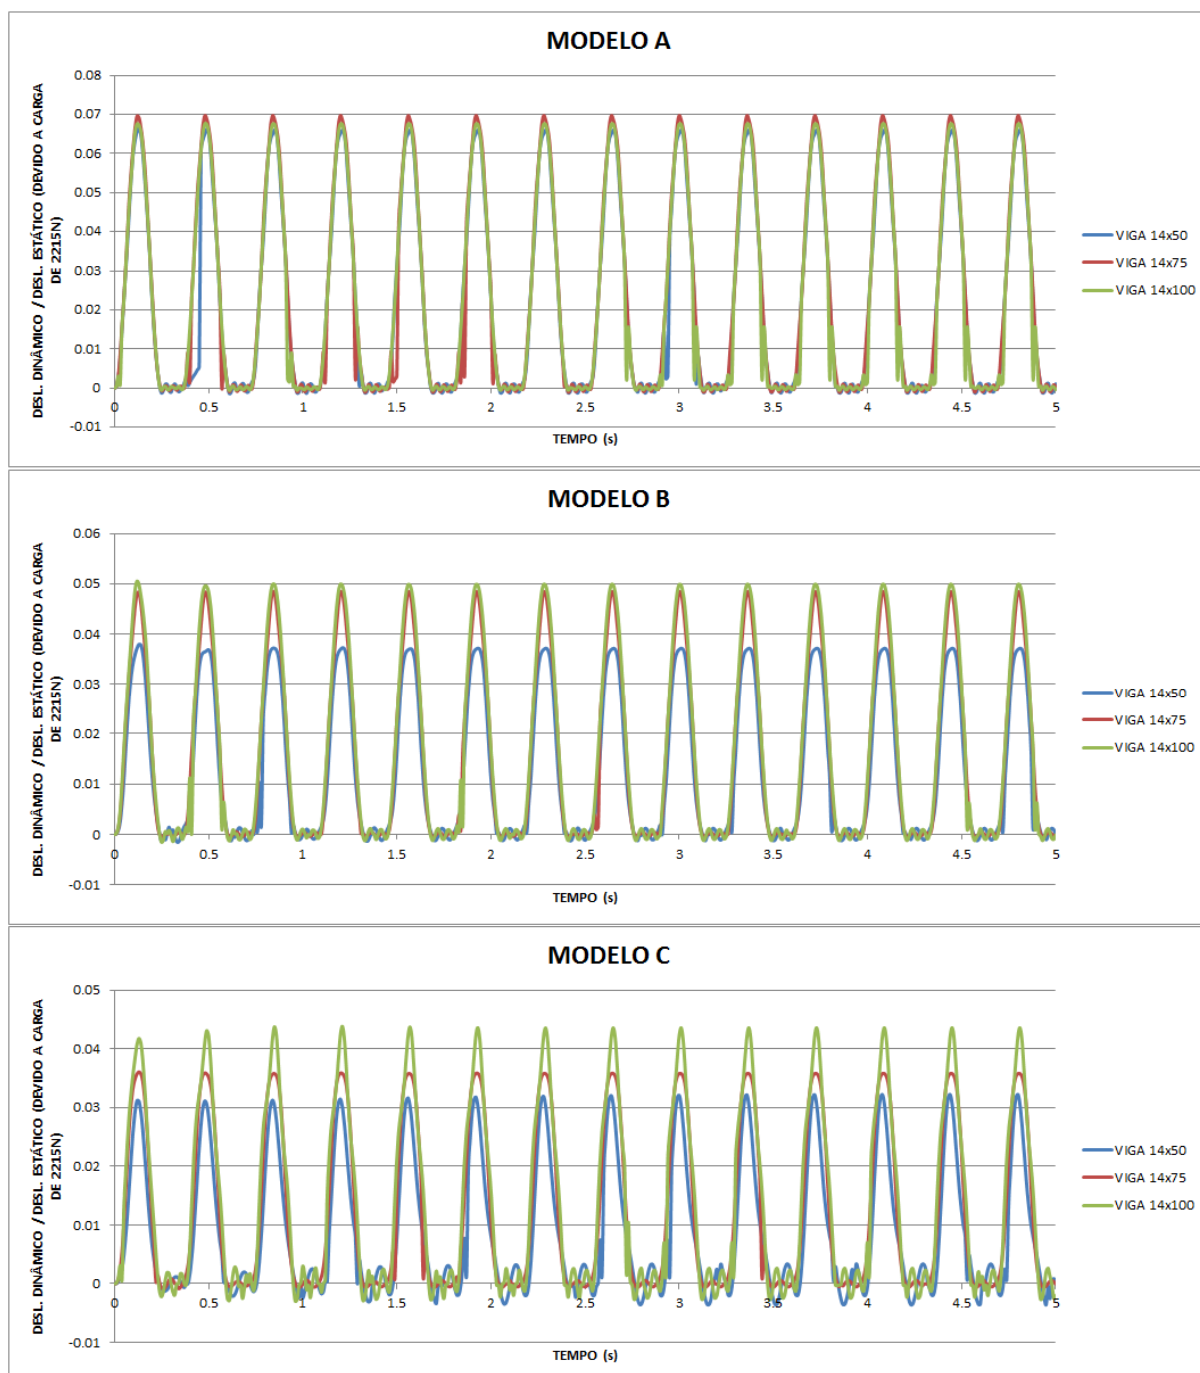 MODELO A
DESL. DINÂMICO / DESL. ESTÁTICO (DEVIDO A CARGA
DE 2215N)
0.08
0.07
0.06
0.05
0.04
0.03
0.02
0.01
0
-0.01
0 0.5 1 1.5 2 2.5 3 3.5 4 4.5 5
TEMPO (s)
VIGA 14x50
VIGA 14x75
VIGA 14x100
MODELO B
DESL. DINÂMICO / DESL. ESTÁTICO (DEVIDO A CARGA
DE 2215N)
0.06
0.05
0.04
0.03
0.02
0.01
0
-0.01
0 0.5 1 1.5 2 2.5 3 3.5 4 4.5 5
TEMPO (s)
VIGA 14x50
VIGA 14x75
VIGA 14x100
MODELO C
DESL. DINÂMICO / DESL. ESTÁTICO (DEVIDO A CARGA
DE 2215N)
0.05
0.04
0.03
0.02
0.01
0
-0.01
0 0.5 1 1.5 2 2.5 3 3.5 4 4.5 5
TEMPO (s)
VIGA 14x50
VIGA 14x75
VIGA 14x100